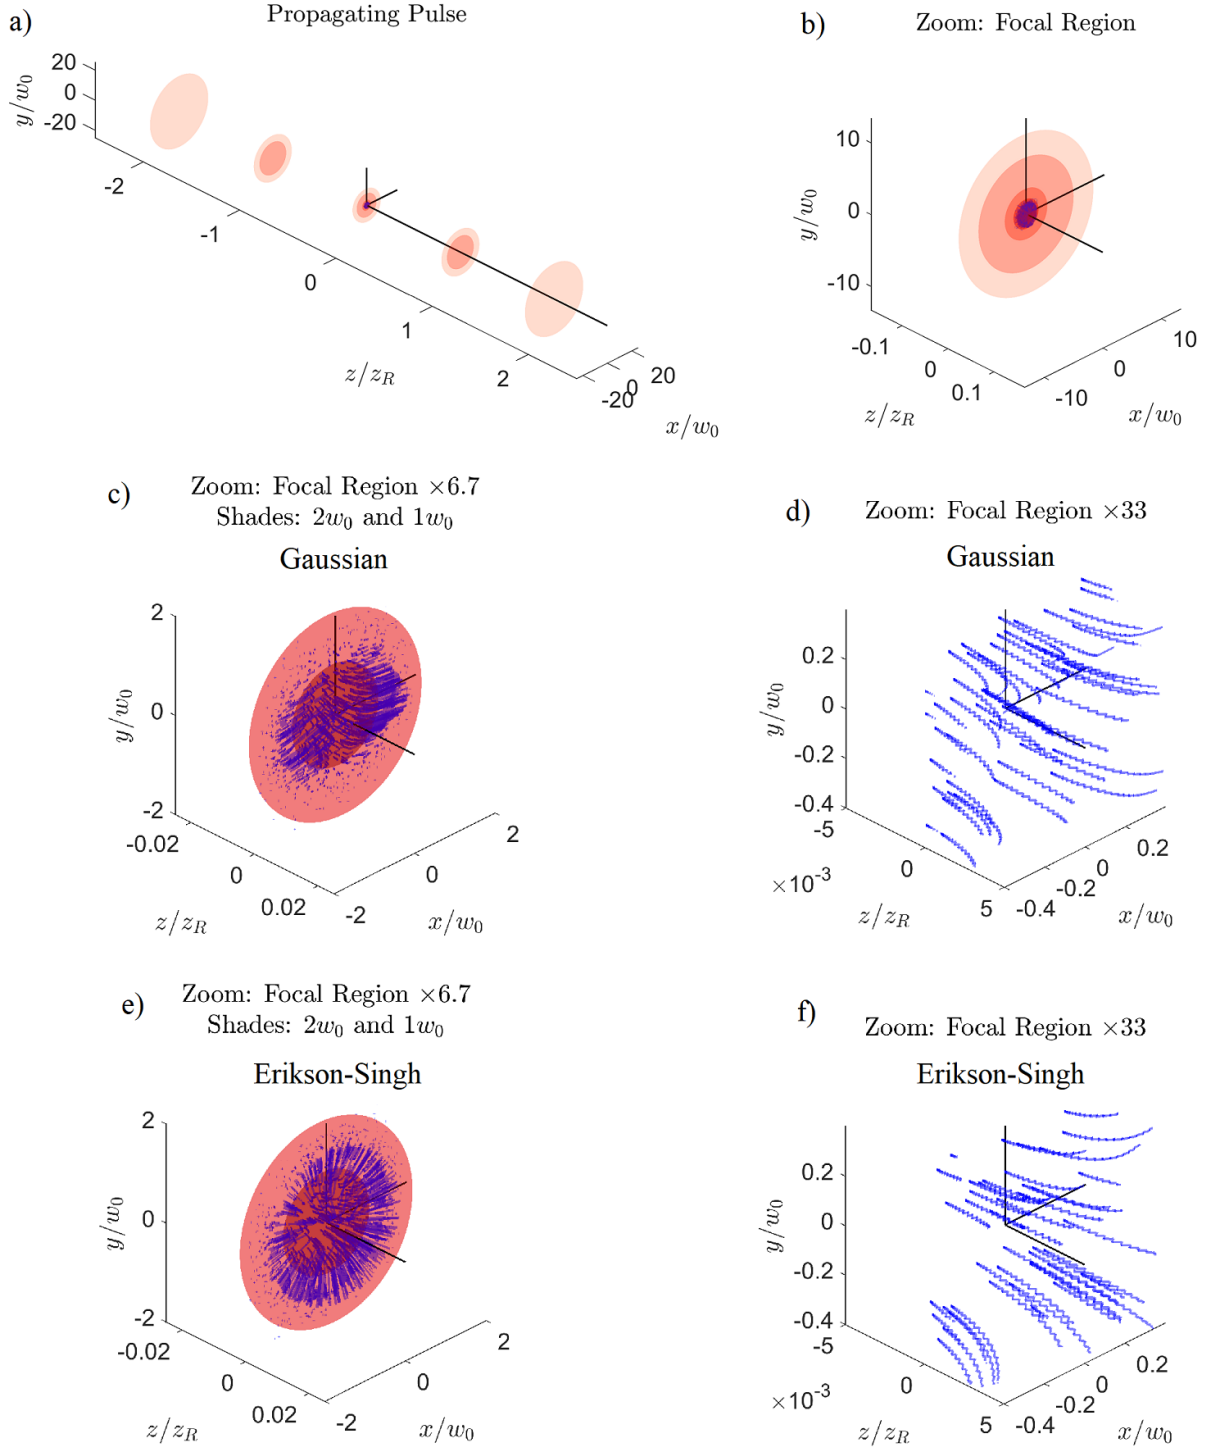 a)
Propagating Pulse
y/w₀
20
0
-20
-2
-1
0
1
2
z/z_R
-20
0
20
x/w₀
b)
Zoom: Focal Region
y/w₀
10
0
-10
-0.1
0
0.1
z/z_R
-10
0
10
x/w₀
c)
Zoom: Focal Region ×6.7
Shades: 2w₀ and 1w₀
Gaussian
y/w₀
2
0
-2
-0.02
0
0.02
z/z_R
-2
0
2
x/w₀
d)
Zoom: Focal Region ×33
Gaussian
y/w₀
0.2
0
-0.2
-0.4
-5
0
5
×10⁻³
z/z_R
-0.4
-0.2
0
0.2
x/w₀
e)
Zoom: Focal Region ×6.7
Shades: 2w₀ and 1w₀
Erikson-Singh
y/w₀
2
0
-2
-0.02
0
0.02
z/z_R
-2
0
2
x/w₀
f)
Zoom: Focal Region ×33
Erikson-Singh
y/w₀
0.2
0
-0.2
-0.4
-5
0
5
×10⁻³
z/z_R
-0.4
-0.2
0
0.2
x/w₀